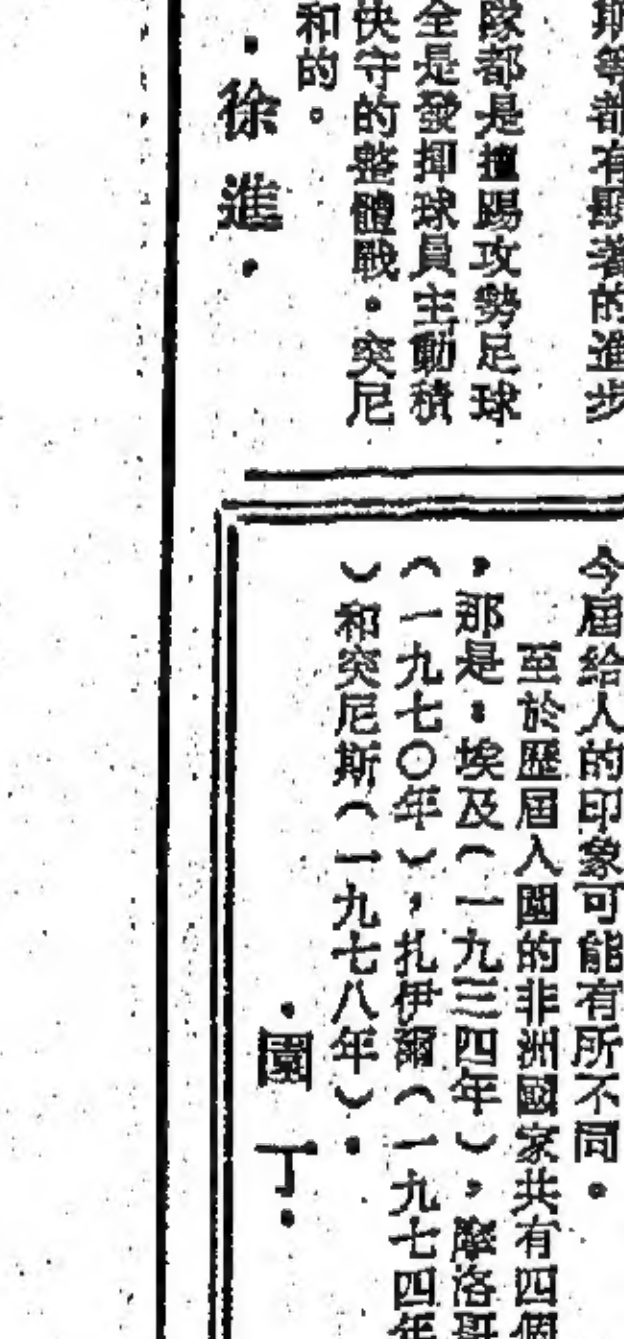 斯等都有顯著的進步
隊都是擅踢攻勢足球
全是發揮球員主動積
快守的整體戰。突尼
和的。
·徐進·
今屆給人的印象可能有所不同。
至於歷屆入圍的非洲國家共有四個
，那是：埃及（一九三四年），摩洛哥
（一九七〇年），扎伊爾（一九七四年
）和突尼斯（一九七八年）。
·園丁·